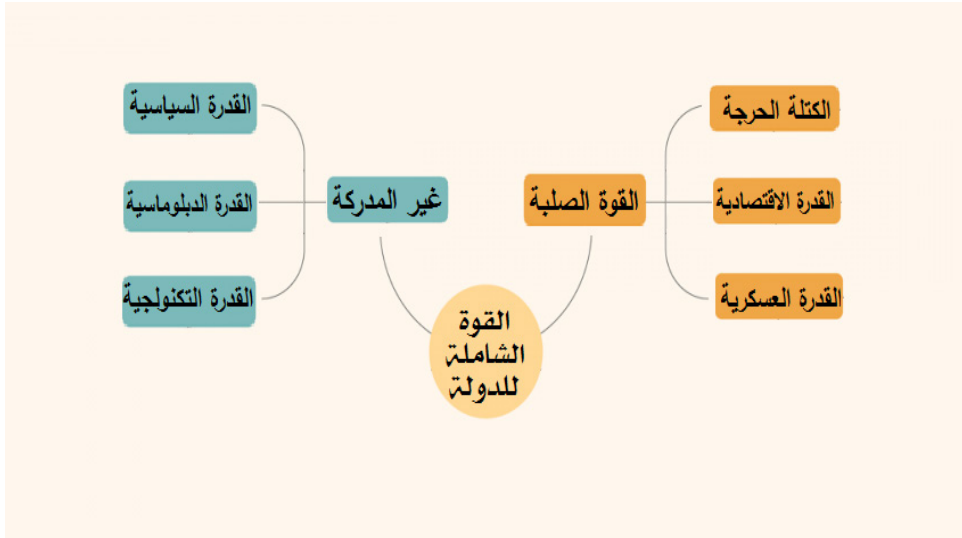 الكتلة الحرجة
القدرة الاقتصادية
القدرة العسكرية
القوة الصلبة
القوة
الشاملة
للدولة
غير المدركة
القدرة السياسية
القدرة الدبلوماسية
القدرة التكنولجية